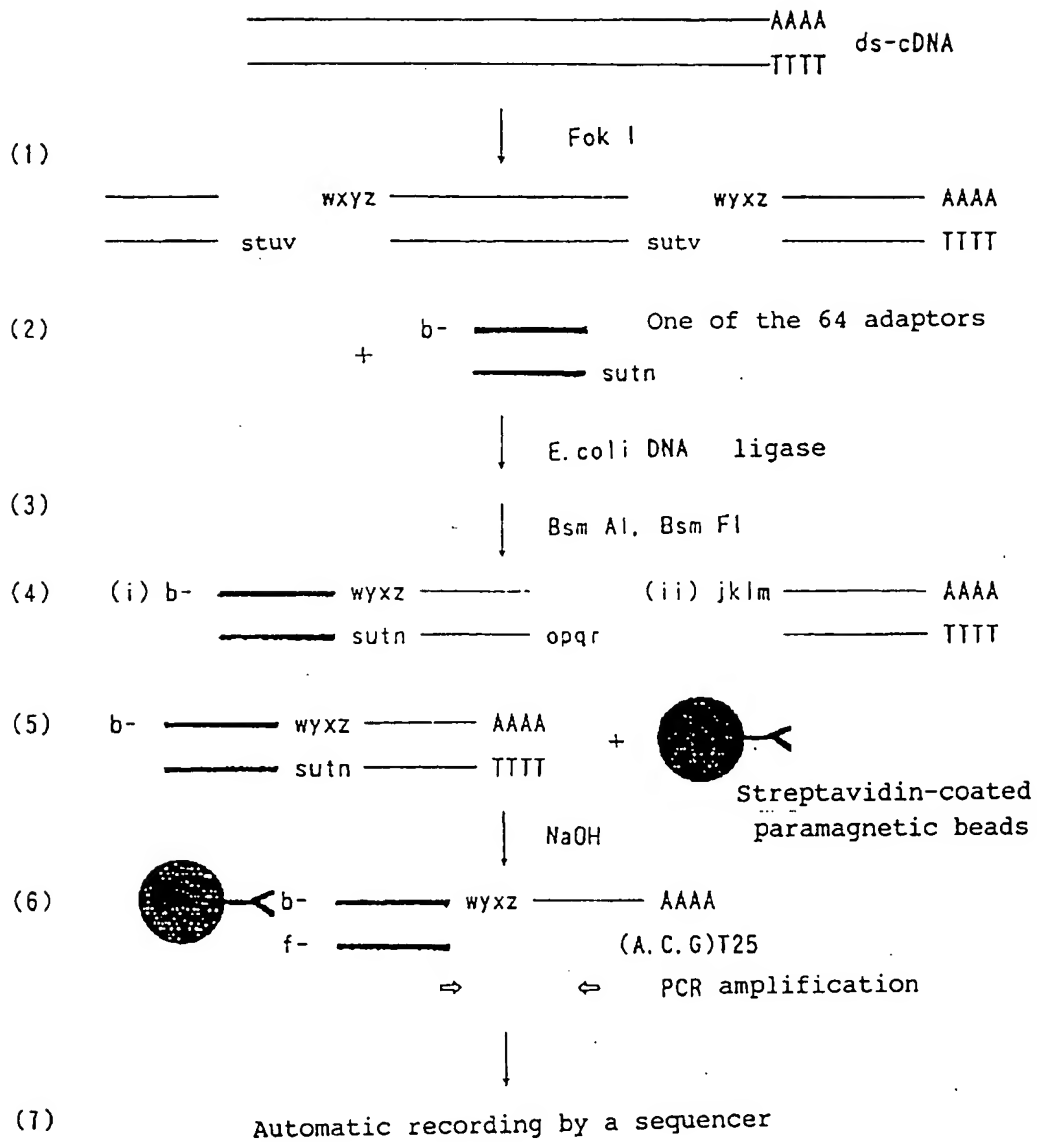 AAAA
ds-cDNA
TTTT
Fok I
(1)
wxyz wyxz AAAA
stuv sutv TTTT
(2) b- One of the 64 adaptors
+
sutn
E.coli DNA ligase
(3)
Bsm AI, Bsm FI
(4) (i) b- wyxz (ii) jklm AAAA
sutn opqr TTTT
(5) b- wyxz AAAA
+
sutn TTTT
Streptavidin-coated
paramagnetic beads
NaOH
(6) b- wyxz AAAA
f- (A.C.G)T25
⇨ ⇦ PCR amplification
(7) Automatic recording by a sequencer